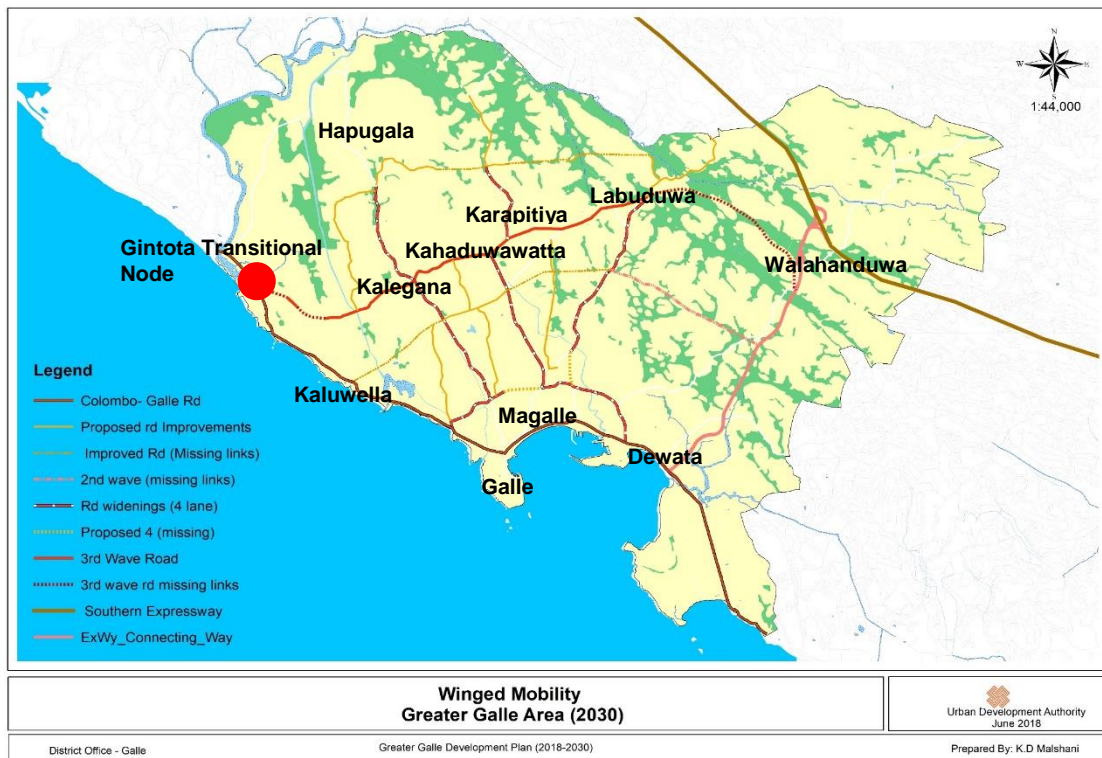 N
W
E
S
1:44,000
Hapugala
Labuduwa
Karapitiya
Gintota Transitional
Node
Kahaduwawatta
Walahanduwa
Kalegana
Kaluwella
Magalle
Dewata
Galle
Legend
Colombo- Galle Rd
Proposed rd Improvements
Improved Rd (Missing links)
2nd wave (missing links)
Rd widenings (4 lane)
Proposed 4 (missing)
3rd Wave Road
3rd wave rd missing links
Southern Expressway
ExWy_Connecting_Way
Winged Mobility
Greater Galle Area (2030)
Urban Development Authority
June 2018
District Office - Galle
Greater Galle Development Plan (2018-2030)
Prepared By: K.D Malshani